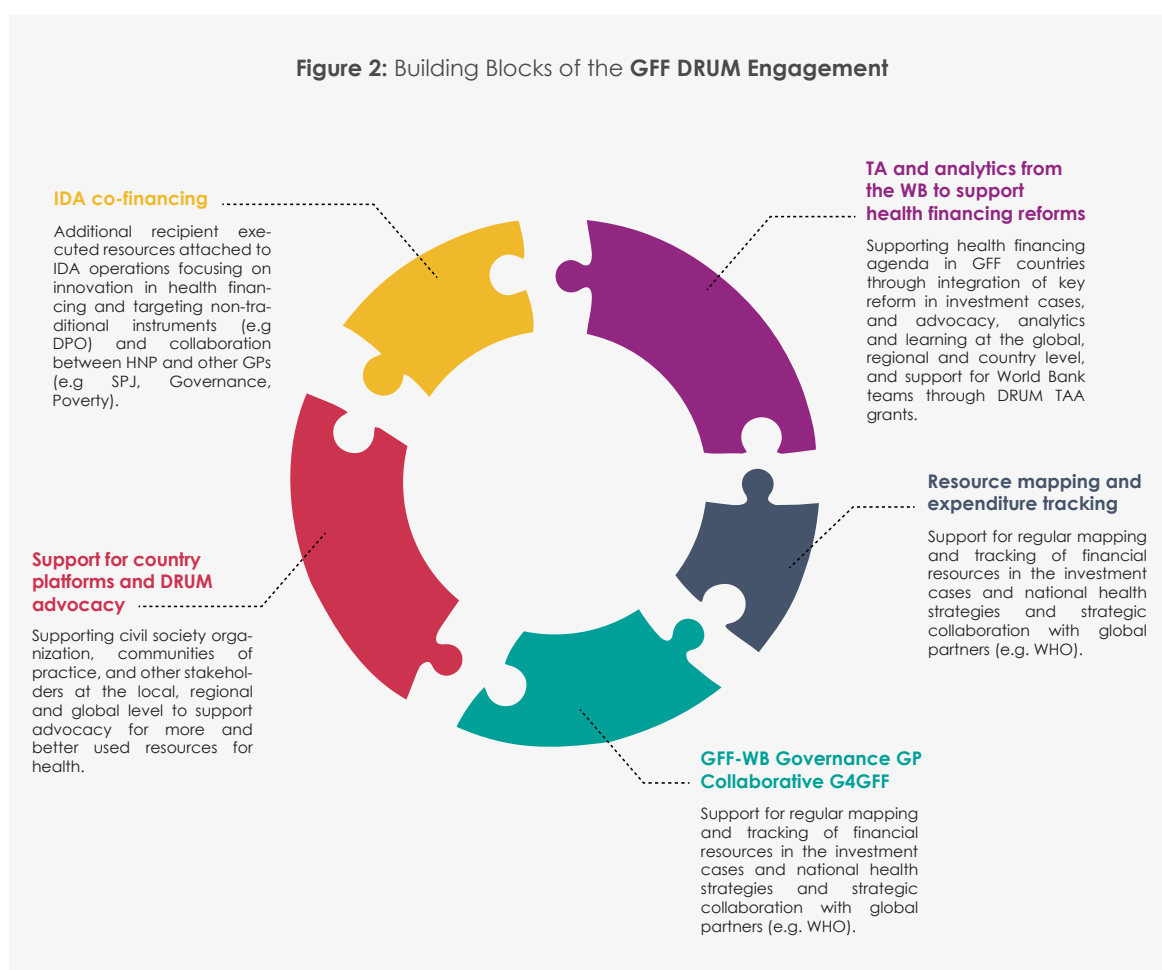 Figure 2: Building Blocks of the GFF DRUM Engagement
IDA co-financing
Additional recipient exe-
cuted resources attached to
IDA operations focusing on
innovation in health finan-
cing and targeting non-tra-
ditional instruments (e.g
DPO) and collaboration
between HNP and other GPs
(e.g SPJ, Governance,
Poverty).
TA and analytics from
the WB to support
health financing reforms
Supporting health financing
agenda in GFF countries
through integration of key
reform in investment cases,
and advocacy, analytics
and learning at the global,
regional and country level,
and support for World Bank
teams through DRUM TAA
grants.
Resource mapping and
expenditure tracking
Support for regular mapping
and tracking of financial
resources in the investment
cases and national health
strategies and strategic
collaboration with global
partners (e.g. WHO).
Support for country
platforms and DRUM
advocacy
Supporting civil society orga-
nization, communities of
practice, and other stakehol-
ders at the local, regional
and global level to support
advocacy for more and
better used resources for
health.
GFF-WB Governance GP
Collaborative G4GFF
Support for regular mapping
and tracking of financial
resources in the investment
cases and national health
strategies and strategic
collaboration with global
partners (e.g. WHO).